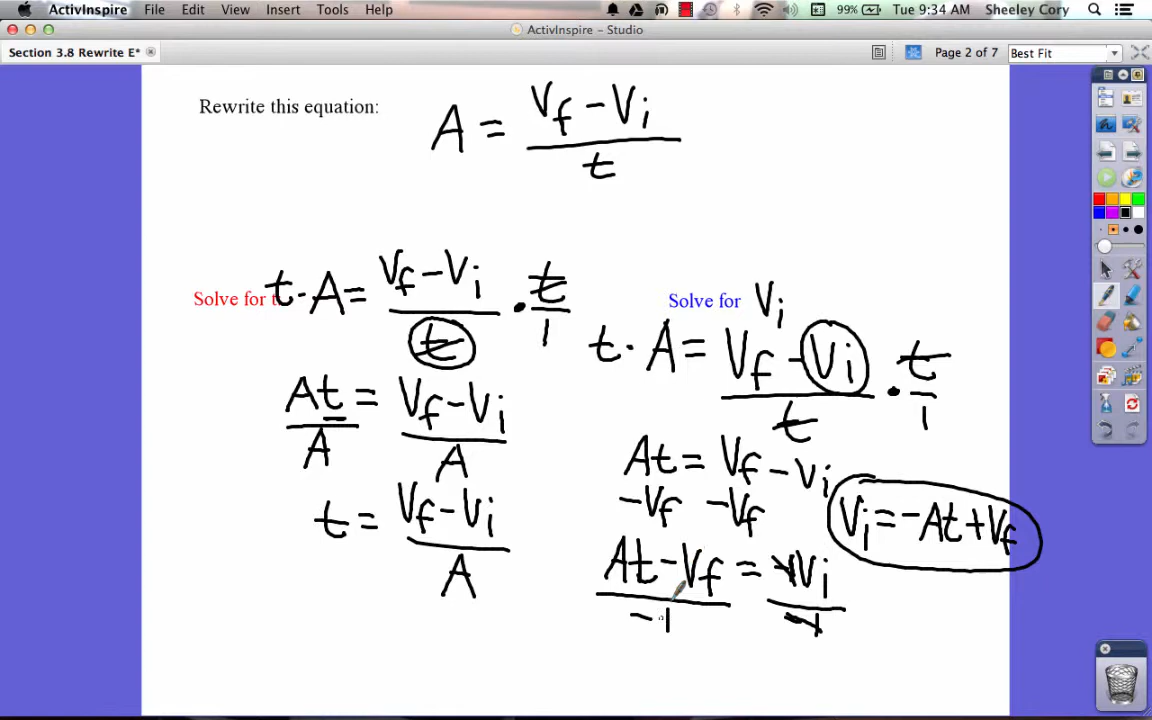 ActivInspire File Edit View Insert Tools Help 99% Tue 9:34 AM Sheeley Cory
ActivInspire – Studio
Section 3.8 Rewrite E* Page 2 of 7 Best Fit
Rewrite this equation:
A = Vf – Vi
t
Solve for t
t · A = Vf – Vi · t
t 1
At = Vf – Vi
A A
t = Vf – Vi
A
Solve for Vi
t · A = Vf – Vi · t
t 1
At = Vf – Vi
–Vf –Vf
At – Vf = –1Vi
–1 –1
Vi = –At + Vf